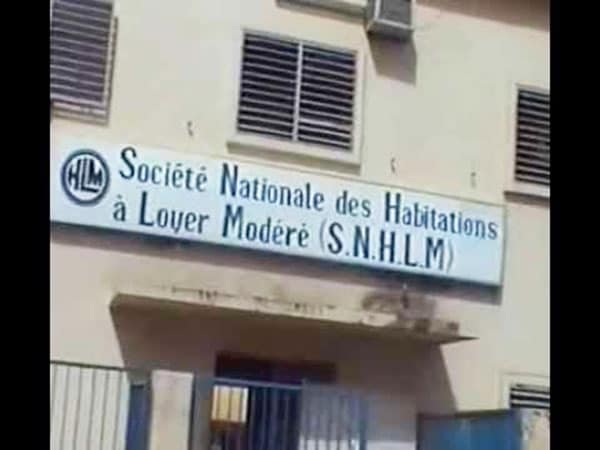 HLM
Société Nationale des Habitations
à Loyer Modéré (S.N.H.L.M)